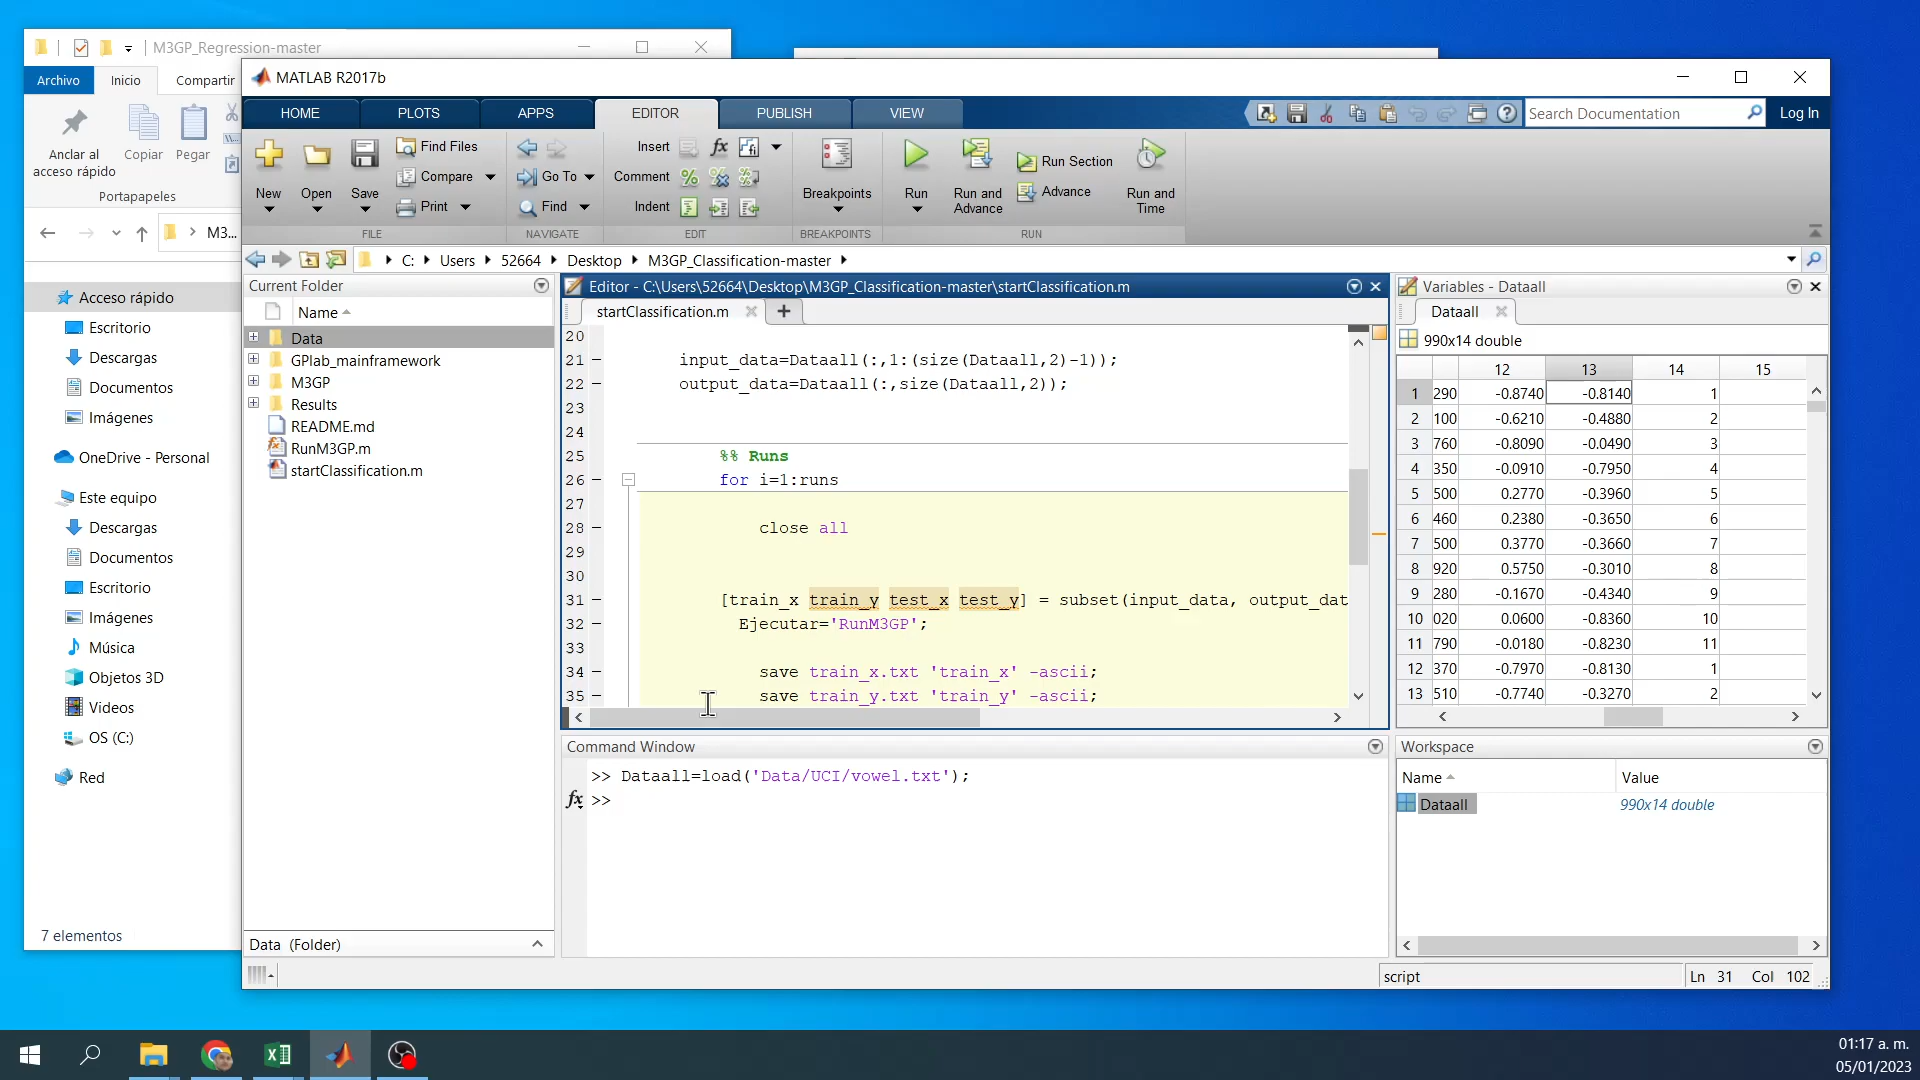 M3GP_Regression-master
Archivo Inicio Compartir
Anclar al acceso rápido
Copiar
Pegar
Portapapeles
M3...
Acceso rápido
Escritorio
Descargas
Documentos
Imágenes
OneDrive - Personal
Este equipo
Descargas
Documentos
Escritorio
Imágenes
Música
Objetos 3D
Videos
OS (C:)
Red
7 elementos
MATLAB R2017b
HOME PLOTS APPS EDITOR PUBLISH VIEW
Search Documentation
Log In
New Open Save
Find Files
Compare
Print
FILE
Go To
Find
NAVIGATE
Insert
Comment
Indent
EDIT
Breakpoints
BREAKPOINTS
Run
Run and Advance
Run Section
Advance
Run and Time
RUN
C: Users 52664 Desktop M3GP_Classification-master
Current Folder
Name
Data
GPlab_mainframework
M3GP
Results
README.md
RunM3GP.m
startClassification.m
Data (Folder)
Editor - C:\Users\52664\Desktop\M3GP_Classification-master\startClassification.m
startClassification.m
20
21 – input_data=Dataall(:,1:(size(Dataall,2)-1));
22 – output_data=Dataall(:,size(Dataall,2));
23
24
25 %% Runs
26 – for i=1:runs
27
28 – close all
29
30
31 – [train_x train_y test_x test_y] = subset(input_data, output_dat
32 – Ejecutar='RunM3GP';
33
34 – save train_x.txt 'train_x' -ascii;
35 – save train_y.txt 'train_y' -ascii;
Command Window
>> Dataall=load('Data/UCI/vowel.txt');
fx >>
Variables - Dataall
Dataall
990x14 double
12 13 14 15
1 290 -0.8740 -0.8140 1
2 100 -0.6210 -0.4880 2
3 760 -0.8090 -0.0490 3
4 350 -0.0910 -0.7950 4
5 500 0.2770 -0.3960 5
6 460 0.2380 -0.3650 6
7 500 0.3770 -0.3660 7
8 920 0.5750 -0.3010 8
9 280 -0.1670 -0.4340 9
10 020 0.0600 -0.8360 10
11 790 -0.0180 -0.8230 11
12 370 -0.7970 -0.8130 1
13 510 -0.7740 -0.3270 2
Workspace
Name Value
Dataall 990x14 double
script
Ln 31 Col 102
01:17 a. m.
05/01/2023